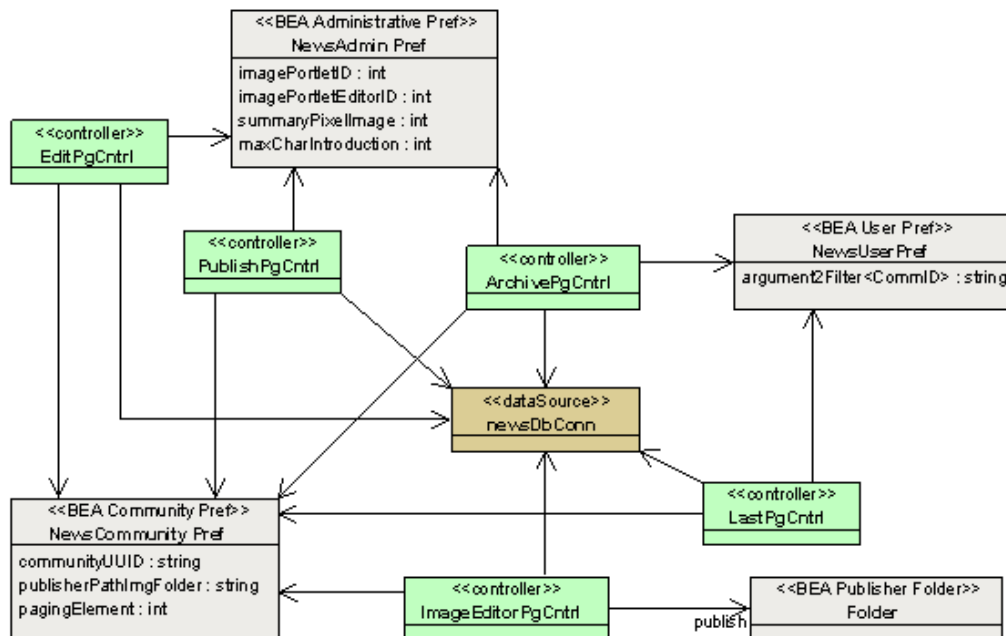 <<BEA Administrative Pref>>
NewsAdmin Pref
imagePortletID : int
imagePortletEditorID : int
summaryPixelImage : int
maxCharIntroduction : int
<<controller>>
EditPgCntrl
<<controller>>
PublishPgCntrl
<<controller>>
ArchivePgCntrl
<<BEA User Pref>>
NewsUserPref
argument2Filter<CommID> : string
<<dataSource>>
newsDbConn
<<controller>>
LastPgCntrl
<<BEA Community Pref>>
NewsCommunity Pref
communityUUID : string
publisherPathImgFolder : string
pagingElement : int
<<controller>>
ImageEditorPgCntrl
publish
<<BEA Publisher Folder>>
Folder